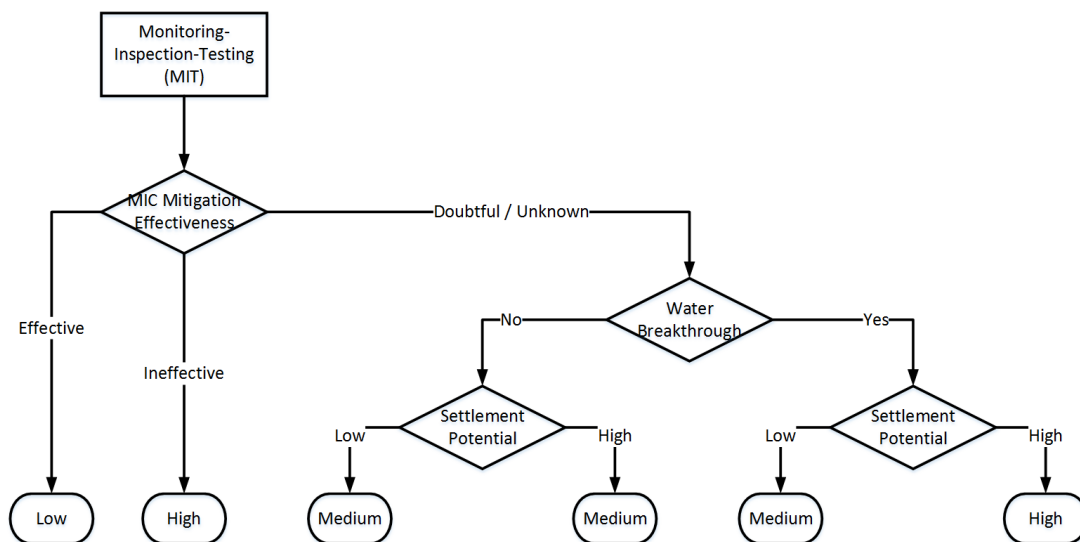 Monitoring-
Inspection-Testing
(MIT)
MIC Mitigation
Effectiveness
Doubtful / Unknown
Water
Breakthrough
Effective
No
Yes
Ineffective
Settlement
Potential
Settlement
Potential
Low
High
Low
High
Low
High
Medium
Medium
Medium
High